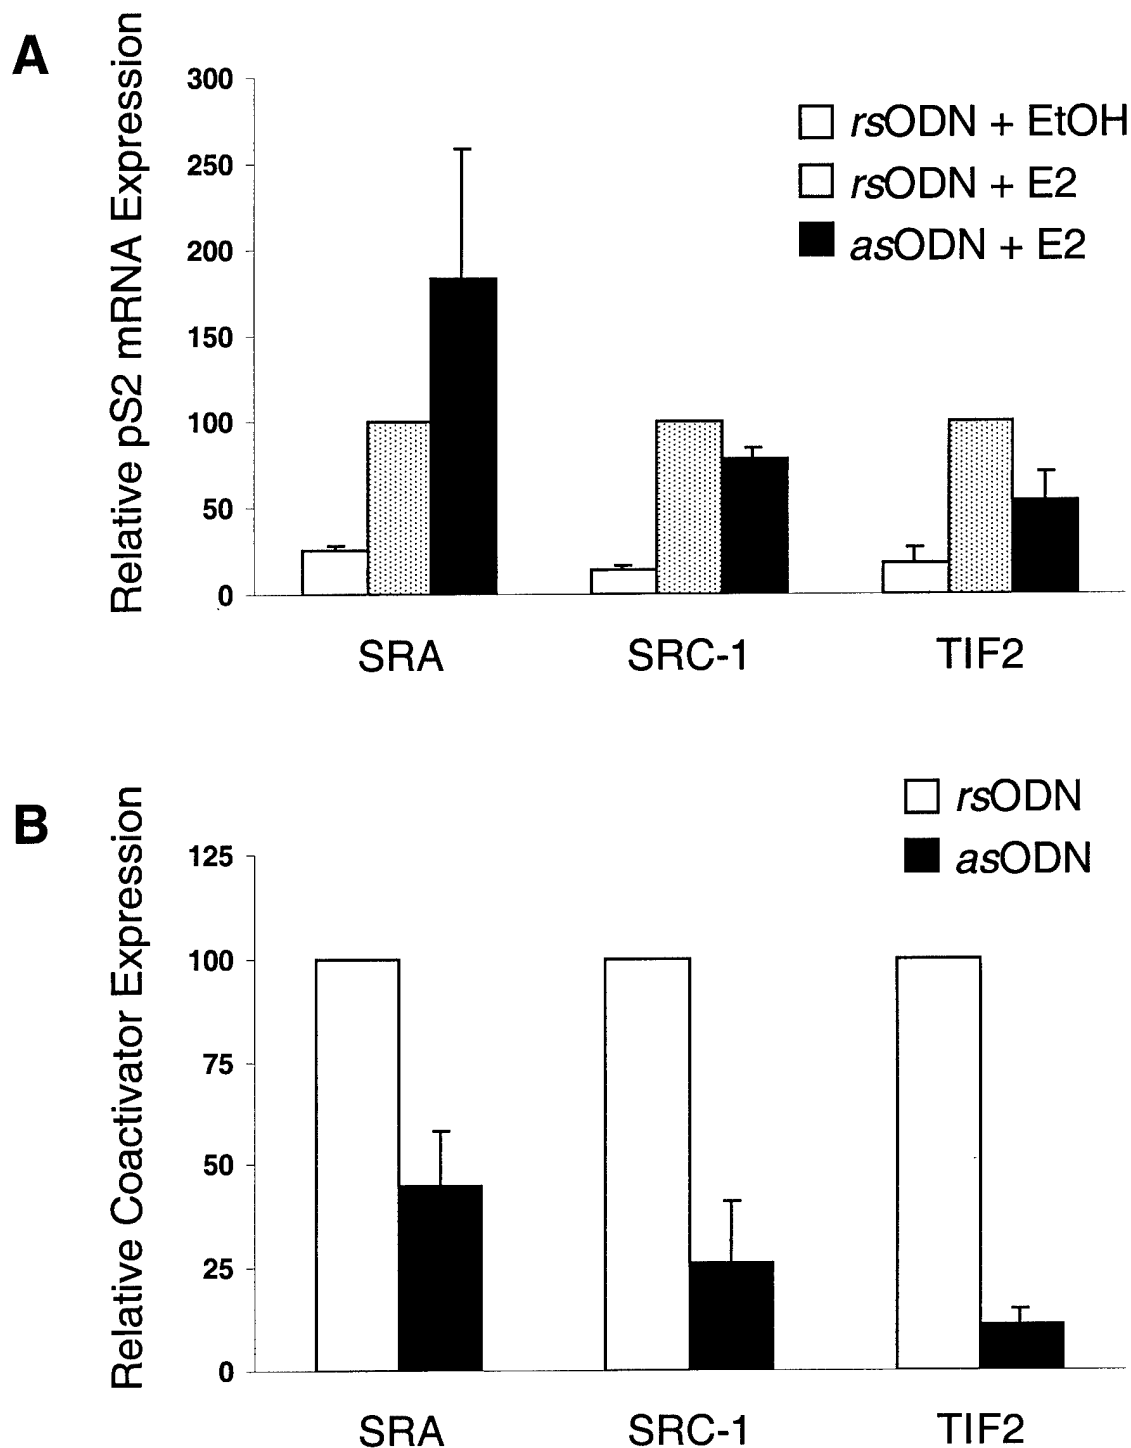 A
Relative pS2 mRNA Expression
300
250
200
150
100
50
0
rsODN + EtOH
rsODN + E2
asODN + E2
SRA SRC-1 TIF2
B
Relative Coactivator Expression
125
100
75
50
25
0
rsODN
asODN
SRA SRC-1 TIF2